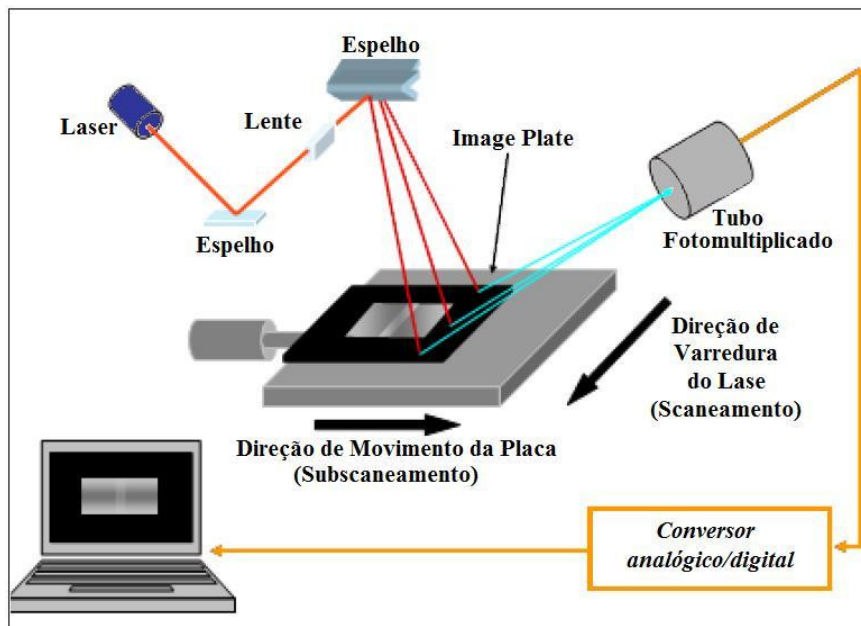 Espelho
Laser
Lente
Image Plate
Espelho
Tubo
Fotomultiplicado
Direção de
Varredura
do Lase
(Scaneamento)
Direção de Movimento da Placa
(Subscaneamento)
Conversor
analógico/digital